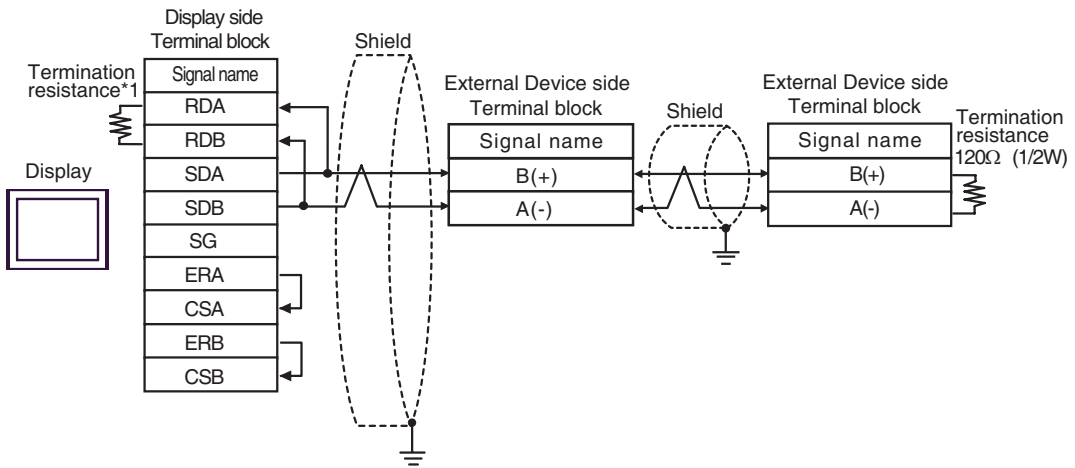 Display side
Terminal block
Shield
Termination
resistance*1
Signal name
RDA
RDB
SDA
SDB
SG
ERA
CSA
ERB
CSB
Display
External Device side
Terminal block
Signal name
B(+)
A(-)
Shield
External Device side
Terminal block
Signal name
B(+)
A(-)
Termination
resistance
120Ω (1/2W)